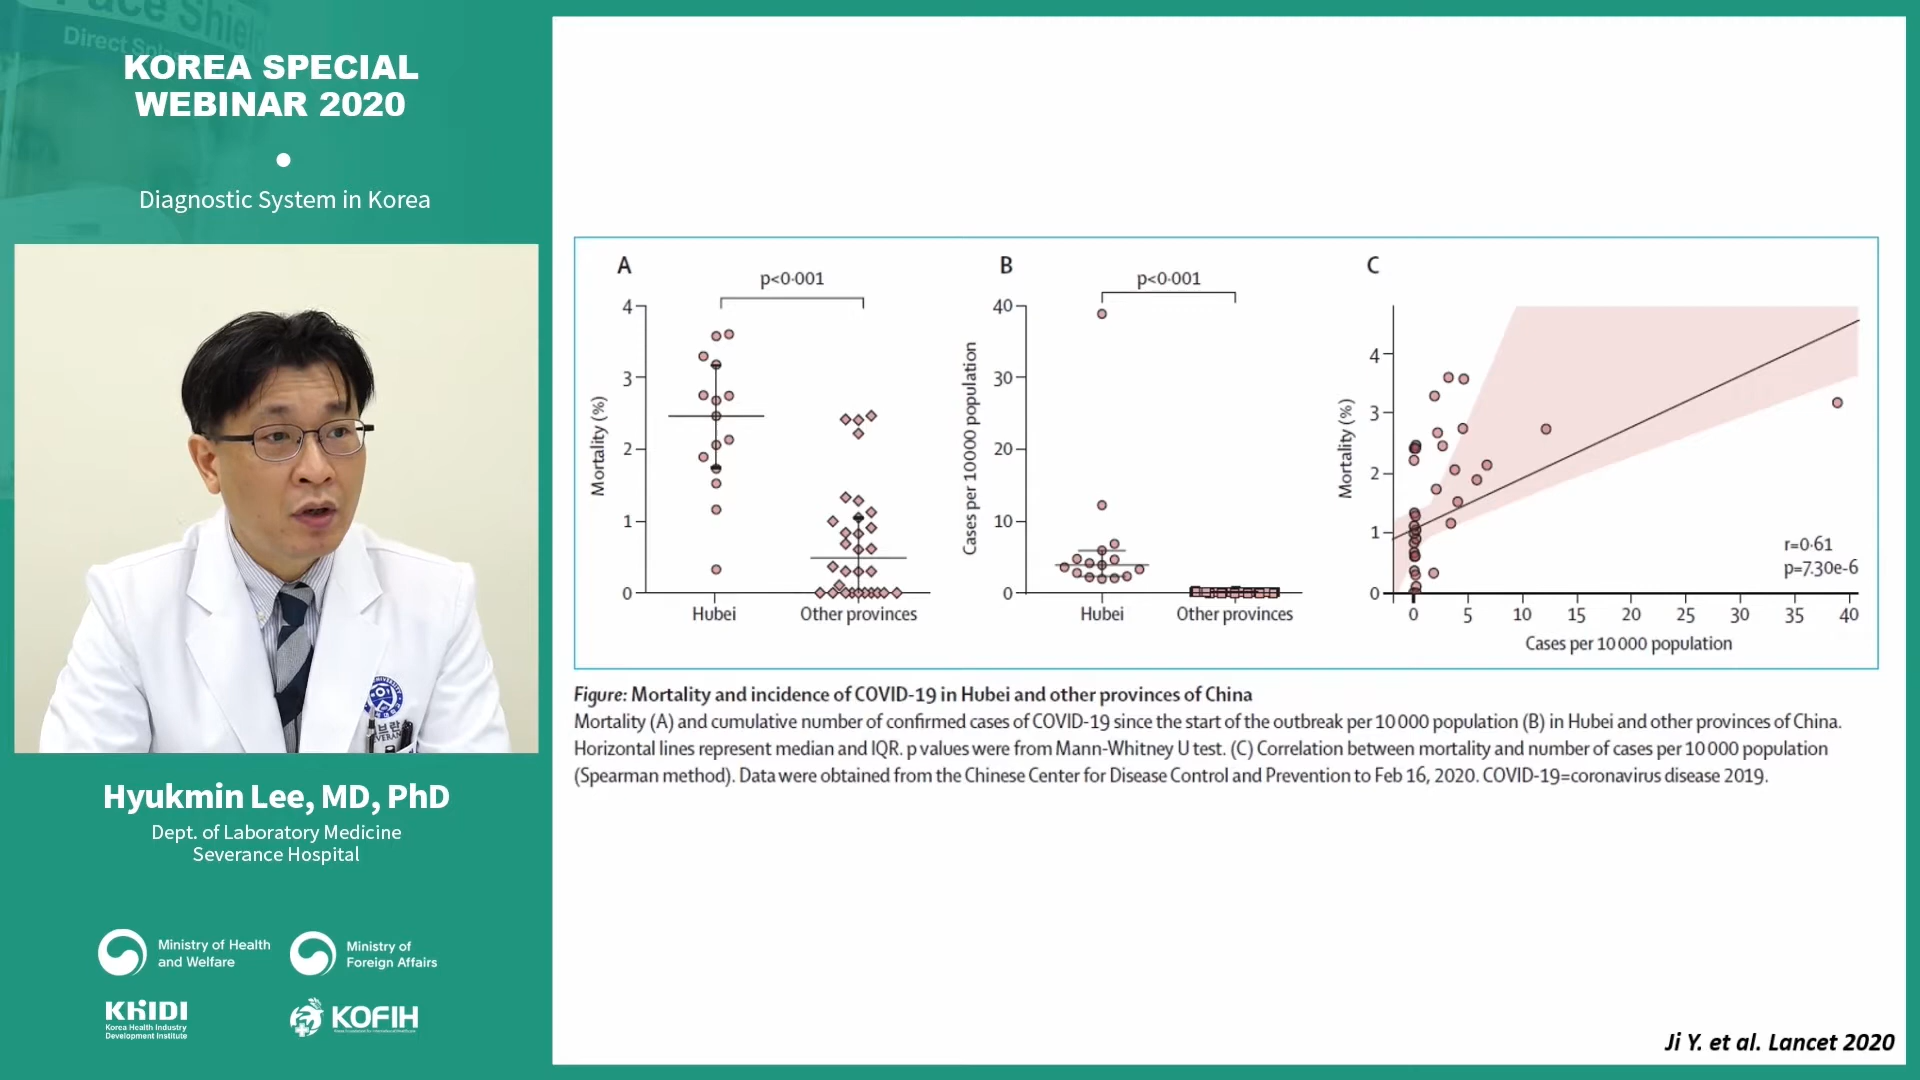 Face Shield
Direct Splash
KOREA SPECIAL
WEBINAR 2020
Diagnostic System in Korea
Hyukmin Lee, MD, PhD
Dept. of Laboratory Medicine
Severance Hospital
Ministry of Health
and Welfare
Ministry of
Foreign Affairs
KHIDI
Korea Health Industry
Development Institute
KOFIH
A
p<0·001
Mortality (%)
4
3
2
1
0
Hubei
Other provinces
B
p<0·001
Cases per 10 000 population
40
30
20
10
0
Hubei
Other provinces
C
Mortality (%)
4
3
2
1
0
r=0·61
p=7.30e-6
0 5 10 15 20 25 30 35 40
Cases per 10 000 population
Figure: Mortality and incidence of COVID-19 in Hubei and other provinces of China
Mortality (A) and cumulative number of confirmed cases of COVID-19 since the start of the outbreak per 10 000 population (B) in Hubei and other provinces of China.
Horizontal lines represent median and IQR. p values were from Mann-Whitney U test. (C) Correlation between mortality and number of cases per 10 000 population
(Spearman method). Data were obtained from the Chinese Center for Disease Control and Prevention to Feb 16, 2020. COVID-19=coronavirus disease 2019.
Ji Y. et al. Lancet 2020